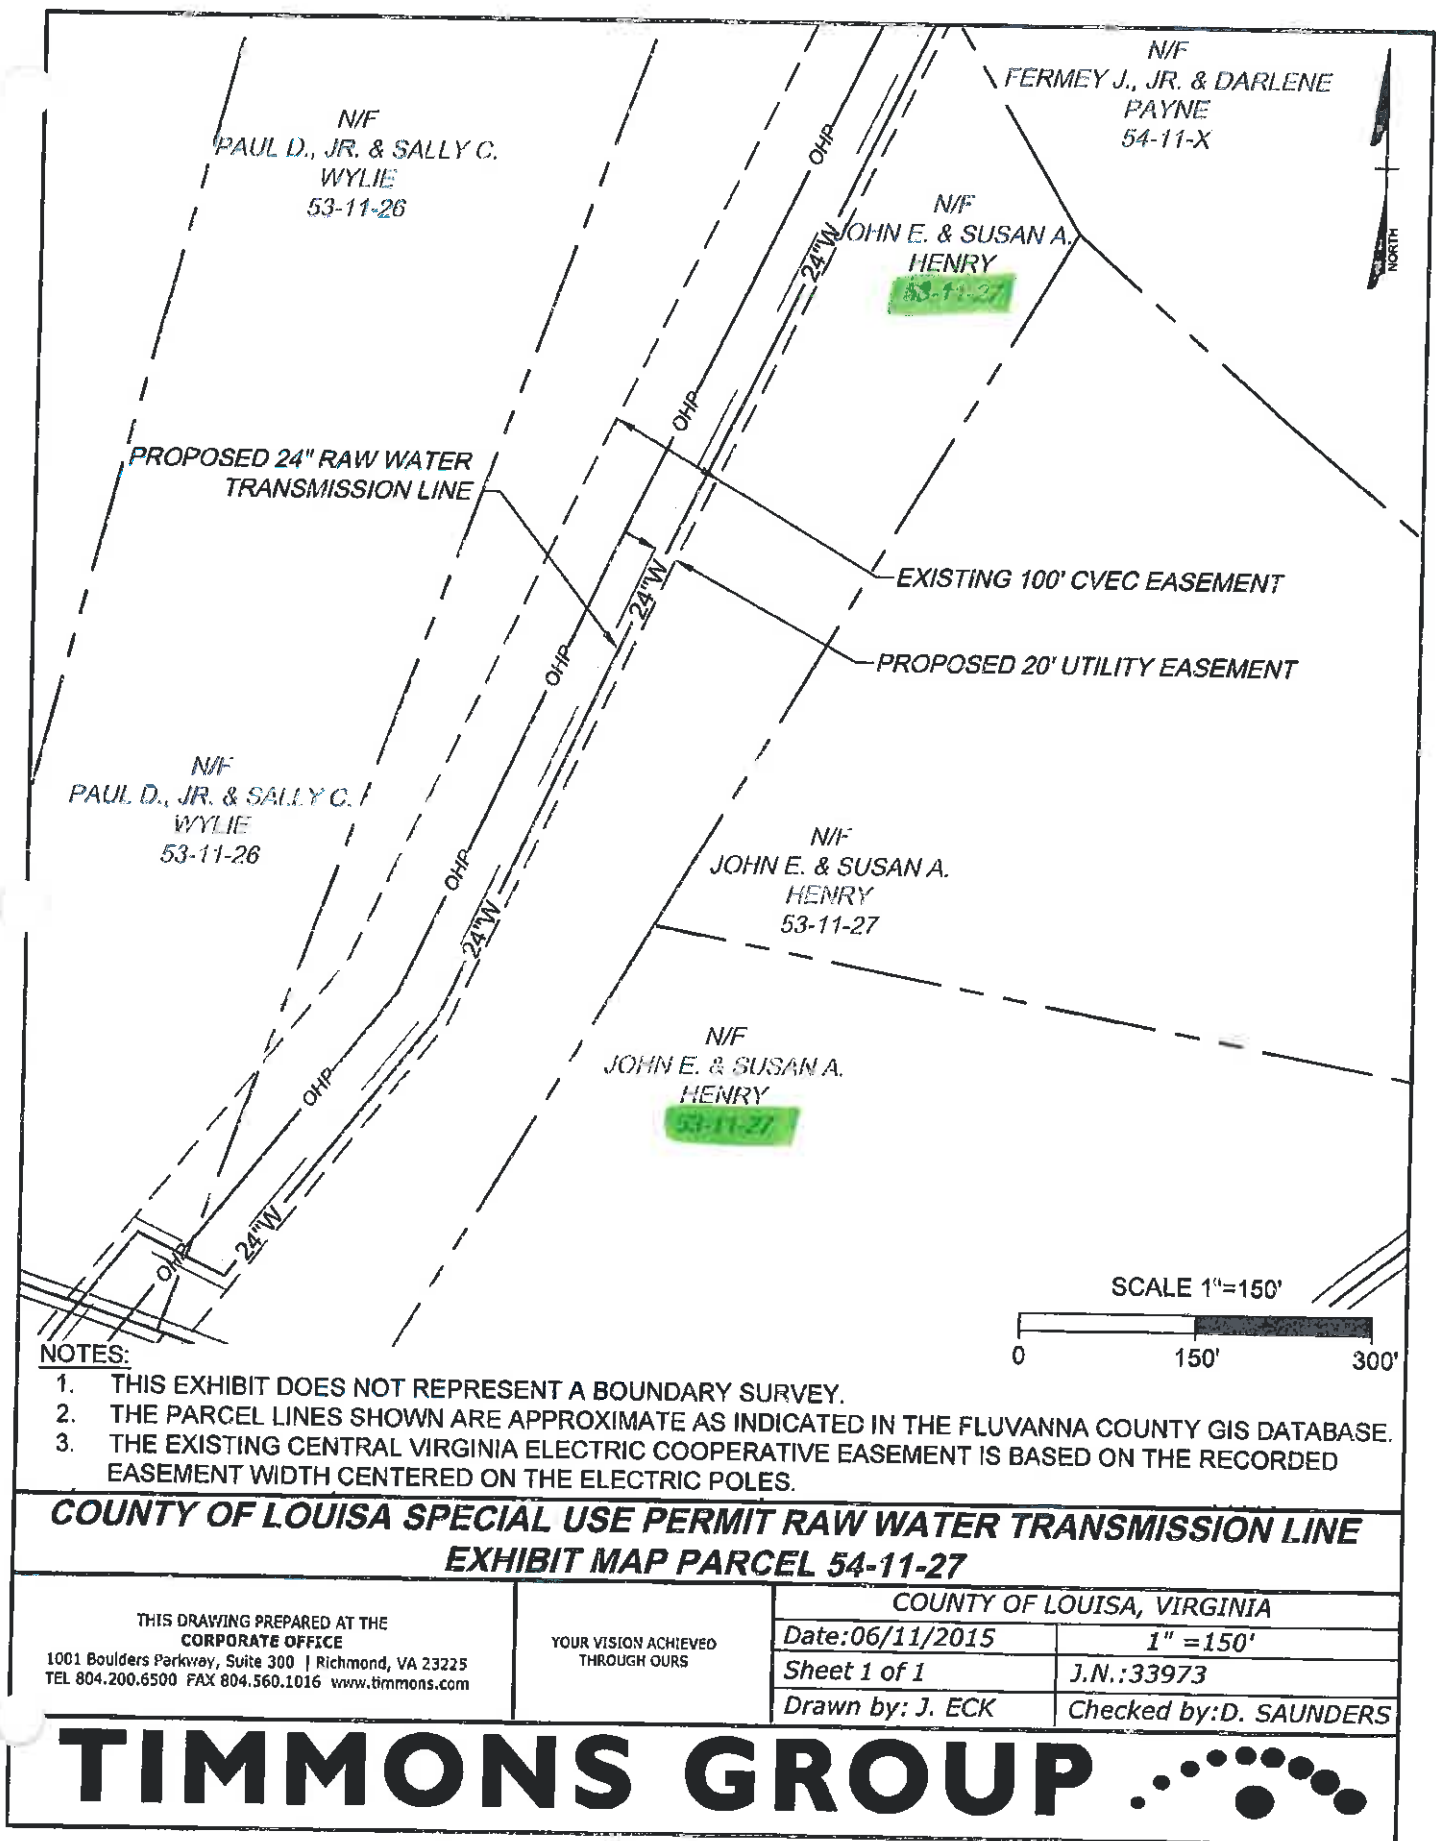 N/F
FERMEY J., JR. & DARLENE
PAYNE
54-11-X
NORTH
N/F
PAUL D., JR. & SALLY C.
WYLIE
53-11-26
N/F
JOHN E. & SUSAN A.
HENRY
53-11-27
OHP
24"W
OHP
PROPOSED 24" RAW WATER
TRANSMISSION LINE
EXISTING 100' CVEC EASEMENT
24"W
PROPOSED 20' UTILITY EASEMENT
OHP
N/F
PAUL D., JR. & SALLY C.
WYLIE
53-11-26
N/F
JOHN E. & SUSAN A.
HENRY
53-11-27
OHP
24"W
N/F
JOHN E. & SUSAN A.
HENRY
53-11-27
OHP
24"W
OHP
SCALE 1"=150'
0 150' 300'
NOTES:
1. THIS EXHIBIT DOES NOT REPRESENT A BOUNDARY SURVEY.
2. THE PARCEL LINES SHOWN ARE APPROXIMATE AS INDICATED IN THE FLUVANNA COUNTY GIS DATABASE.
3. THE EXISTING CENTRAL VIRGINIA ELECTRIC COOPERATIVE EASEMENT IS BASED ON THE RECORDED
EASEMENT WIDTH CENTERED ON THE ELECTRIC POLES.
COUNTY OF LOUISA SPECIAL USE PERMIT RAW WATER TRANSMISSION LINE
EXHIBIT MAP PARCEL 54-11-27
THIS DRAWING PREPARED AT THE
CORPORATE OFFICE
1001 Boulders Parkway, Suite 300 | Richmond, VA 23225
TEL 804.200.6500 FAX 804.560.1016 www.timmons.com
YOUR VISION ACHIEVED
THROUGH OURS
COUNTY OF LOUISA, VIRGINIA
Date:06/11/2015
1" =150'
Sheet 1 of 1
J.N.:33973
Drawn by: J. ECK
Checked by:D. SAUNDERS
TIMMONS GROUP